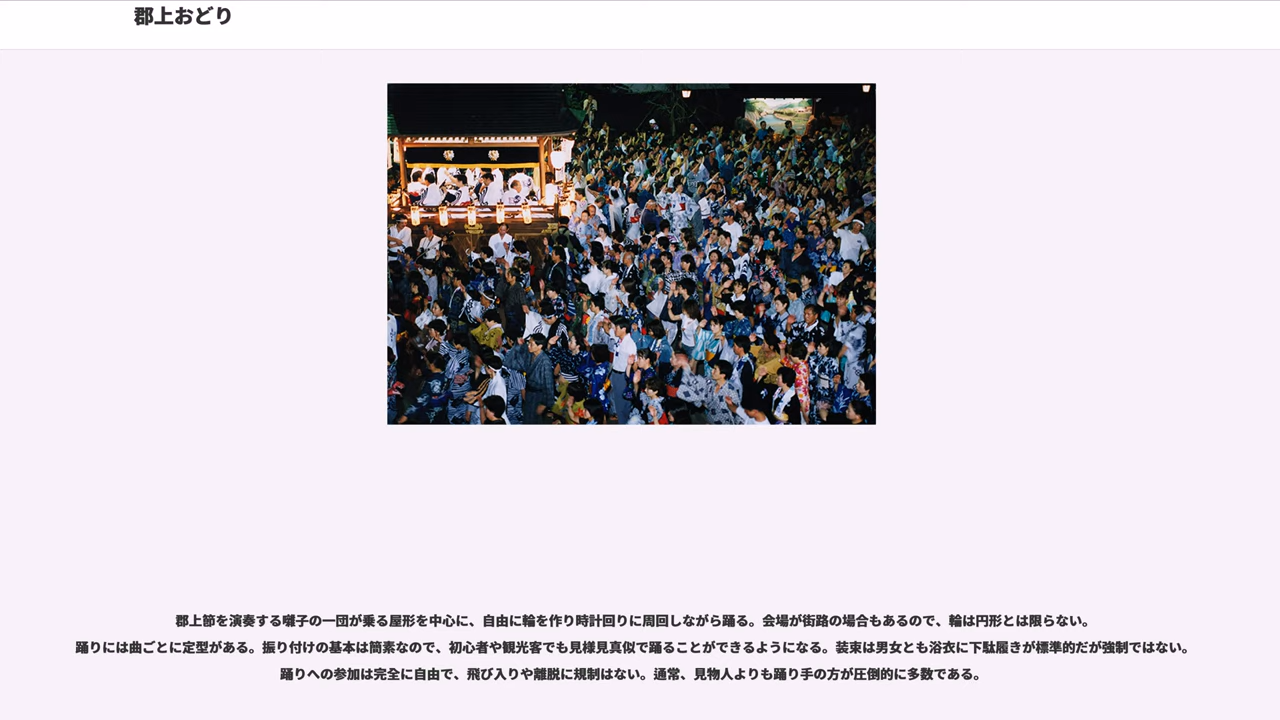 郡上おどり
郡上節を演奏する囃子の一団が乗る屋形を中心に、自由に輪を作り時計回りに周回しながら踊る。会場が街路の場合もあるので、輪は円形とは限らない。
踊りには曲ごとに定型がある。振り付けの基本は簡素なので、初心者や観光客でも見様見真似で踊ることができるようになる。装束は男女とも浴衣に下駄履きが標準的だが強制ではない。
踊りへの参加は完全に自由で、飛び入りや離脱に規制はない。通常、見物人よりも踊り手の方が圧倒的に多数である。